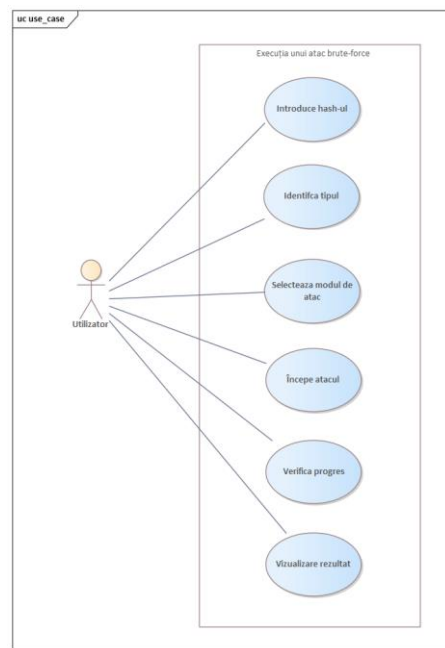 uc use_case
Execuția unui atac brute-force
Introduce hash-ul
Identifca tipul
Selecteaza modul de
atac
Utilizator
Începe atacul
Verifica progres
Vizualizare rezultat